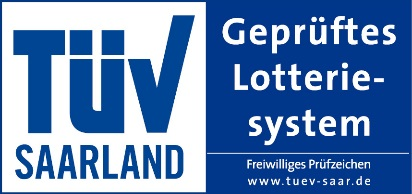 TÜV
SAARLAND
Geprüftes
Lotterie-
system
Freiwilliges Prüfzeichen
www.tuev-saar.de